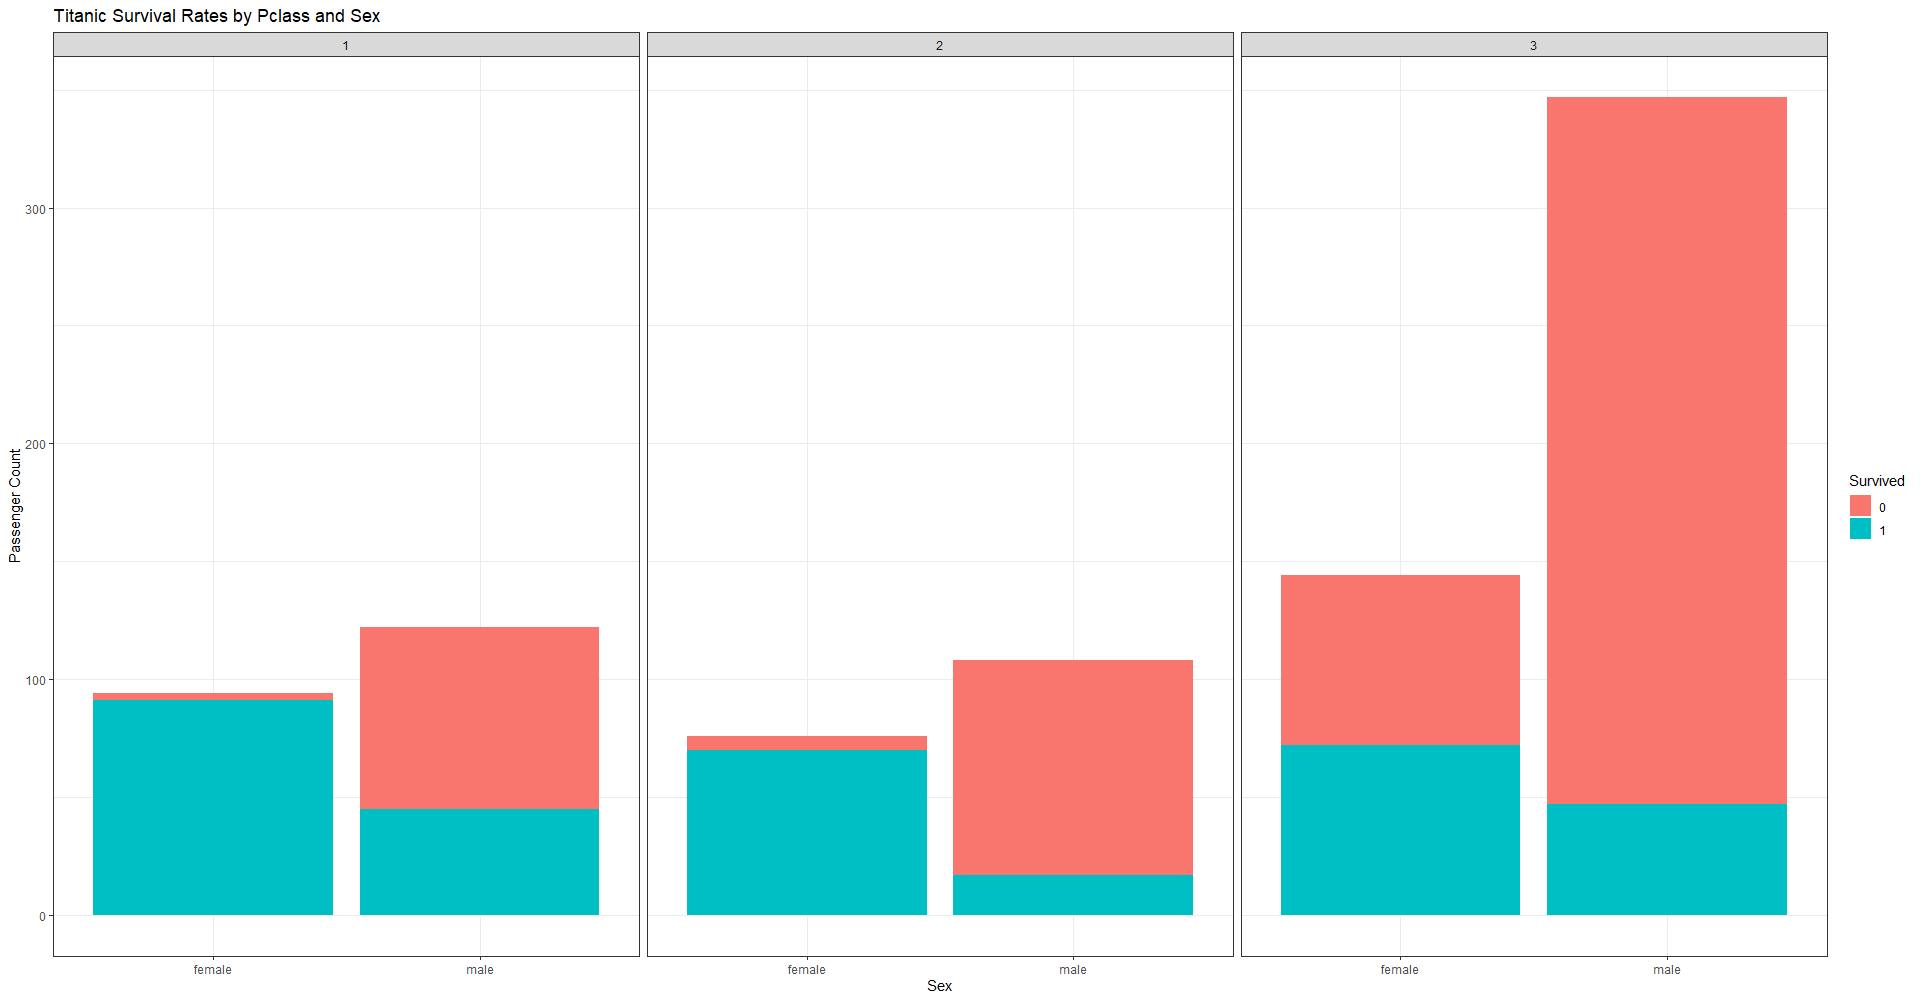 Titanic Survival Rates by Pclass and Sex
1
2
3
Passenger Count
300
200
100
0
female
male
female
male
female
male
Sex
Survived
0
1